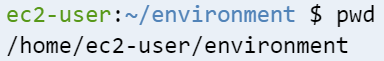 ec2-user:~/environment $ pwd
/home/ec2-user/environment